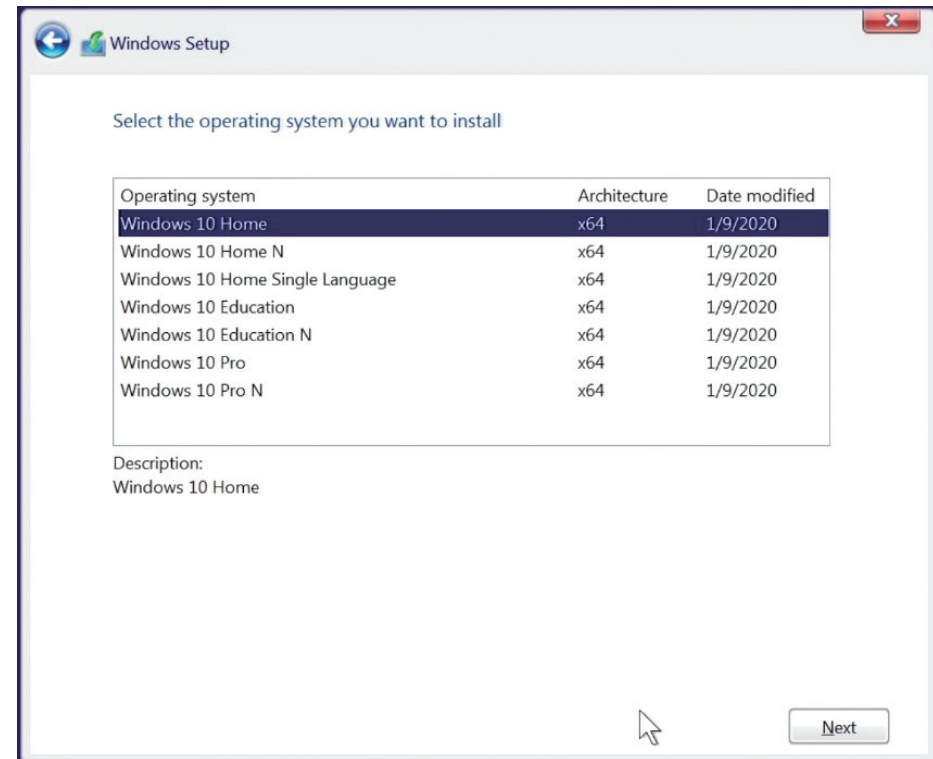 Windows Setup
Select the operating system you want to install
Operating system Architecture Date modified
Windows 10 Home x64 1/9/2020
Windows 10 Home N x64 1/9/2020
Windows 10 Home Single Language x64 1/9/2020
Windows 10 Education x64 1/9/2020
Windows 10 Education N x64 1/9/2020
Windows 10 Pro x64 1/9/2020
Windows 10 Pro N x64 1/9/2020
Description:
Windows 10 Home
Next